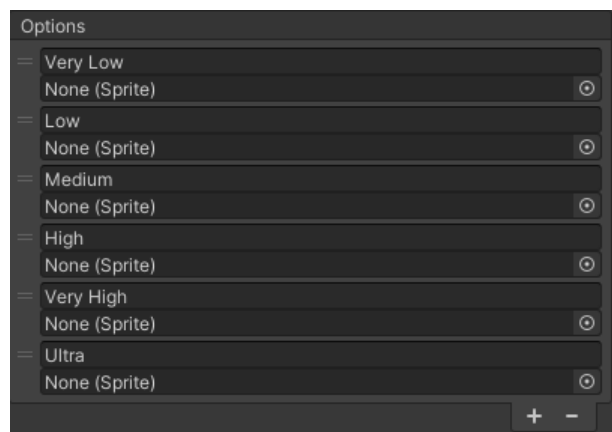 Options
Very Low
None (Sprite)
Low
None (Sprite)
Medium
None (Sprite)
High
None (Sprite)
Very High
None (Sprite)
Ultra
None (Sprite)
+ −